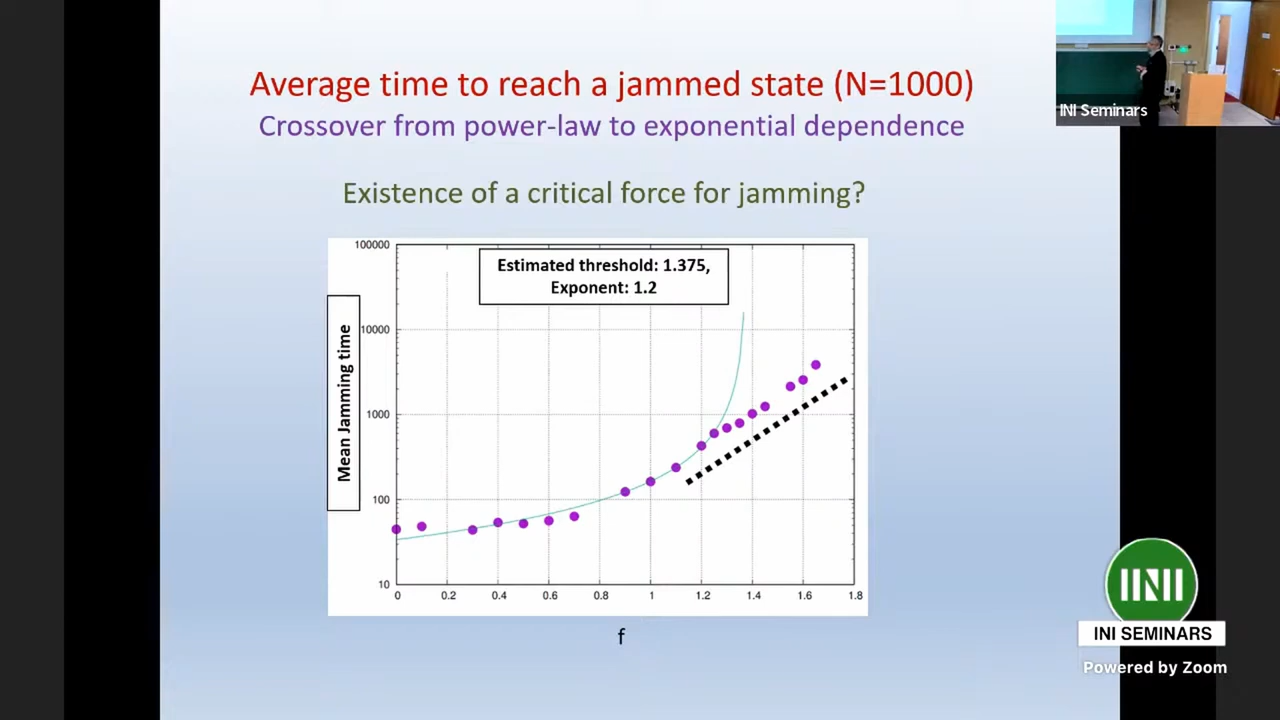 Average time to reach a jammed state (N=1000)
Crossover from power-law to exponential dependence
INI Seminars
Existence of a critical force for jamming?
Estimated threshold: 1.375,
Exponent: 1.2
Mean Jamming time
100000
10000
1000
100
10
0 0.2 0.4 0.6 0.8 1 1.2 1.4 1.6 1.8
f
INI
INI SEMINARS
Powered by Zoom